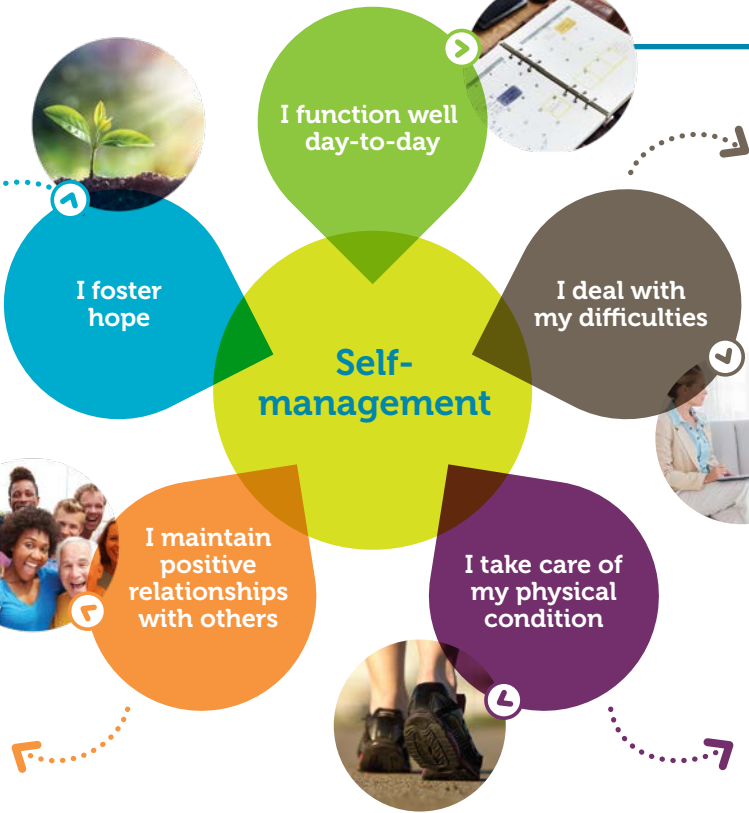 I function well
day-to-day
I foster
hope
I deal with
my difficulties
Self-
management
I maintain
positive
relationships
with others
I take care of
my physical
condition